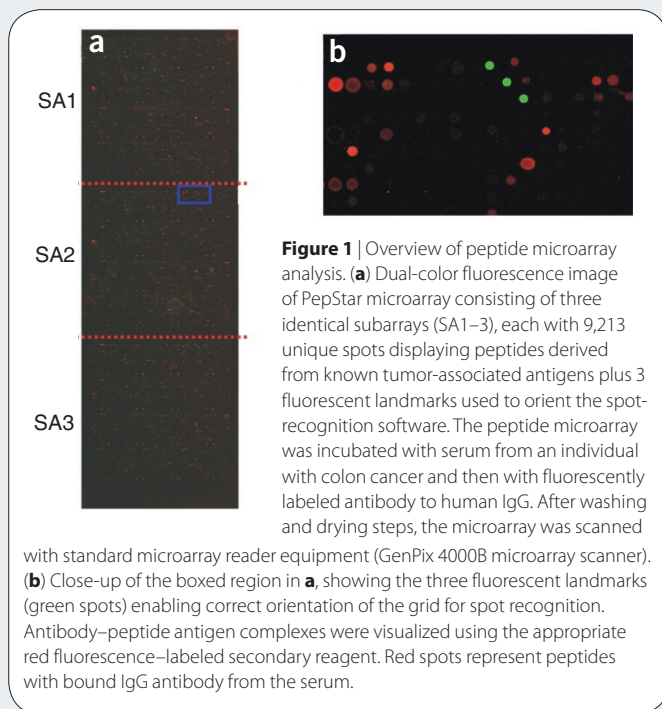 a
b
SA1
SA2
SA3
Figure 1 | Overview of peptide microarray
analysis. (a) Dual-color fluorescence image
of PepStar microarray consisting of three
identical subarrays (SA1–3), each with 9,213
unique spots displaying peptides derived
from known tumor-associated antigens plus 3
fluorescent landmarks used to orient the spot-
recognition software. The peptide microarray
was incubated with serum from an individual
with colon cancer and then with fluorescently
labeled antibody to human IgG. After washing
and drying steps, the microarray was scanned
with standard microarray reader equipment (GenPix 4000B microarray scanner).
(b) Close-up of the boxed region in a, showing the three fluorescent landmarks
(green spots) enabling correct orientation of the grid for spot recognition.
Antibody–peptide antigen complexes were visualized using the appropriate
red fluorescence–labeled secondary reagent. Red spots represent peptides
with bound IgG antibody from the serum.